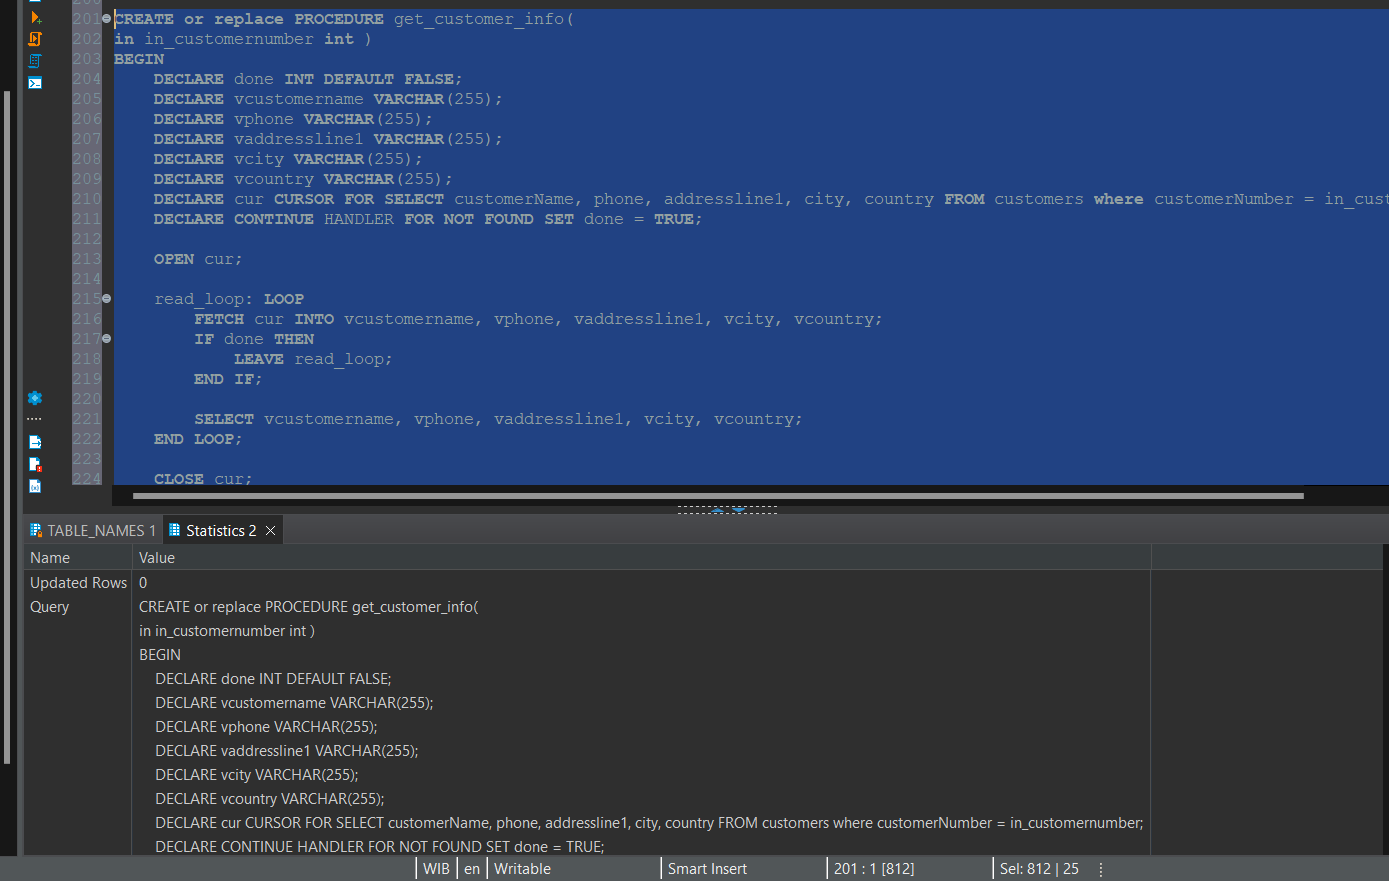 200
201 CREATE or replace PROCEDURE get_customer_info(
202 in in_customernumber int )
203 BEGIN
204 DECLARE done INT DEFAULT FALSE;
205 DECLARE vcustomername VARCHAR(255);
206 DECLARE vphone VARCHAR(255);
207 DECLARE vaddressline1 VARCHAR(255);
208 DECLARE vcity VARCHAR(255);
209 DECLARE vcountry VARCHAR(255);
210 DECLARE cur CURSOR FOR SELECT customerName, phone, addressline1, city, country FROM customers where customerNumber = in_cust
211 DECLARE CONTINUE HANDLER FOR NOT FOUND SET done = TRUE;
212
213 OPEN cur;
214
215 read_loop: LOOP
216 FETCH cur INTO vcustomername, vphone, vaddressline1, vcity, vcountry;
217 IF done THEN
218 LEAVE read_loop;
219 END IF;
220
221 SELECT vcustomername, vphone, vaddressline1, vcity, vcountry;
222 END LOOP;
223
224 CLOSE cur;
TABLE_NAMES 1 Statistics 2
Name Value
Updated Rows 0
Query CREATE or replace PROCEDURE get_customer_info(
in in_customernumber int )
BEGIN
DECLARE done INT DEFAULT FALSE;
DECLARE vcustomername VARCHAR(255);
DECLARE vphone VARCHAR(255);
DECLARE vaddressline1 VARCHAR(255);
DECLARE vcity VARCHAR(255);
DECLARE vcountry VARCHAR(255);
DECLARE cur CURSOR FOR SELECT customerName, phone, addressline1, city, country FROM customers where customerNumber = in_customernumber;
DECLARE CONTINUE HANDLER FOR NOT FOUND SET done = TRUE;
WIB en Writable Smart Insert 201 : 1 [812] Sel: 812 | 25